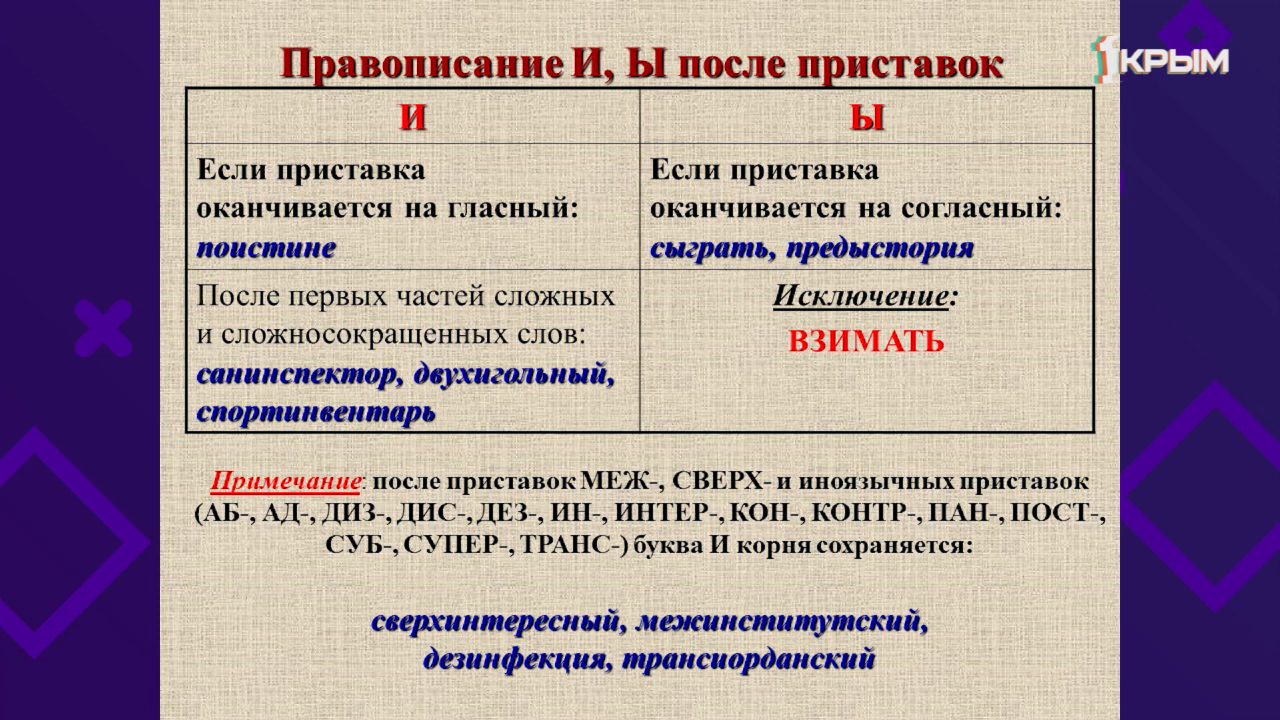 Правописание И, Ы после приставок
1КРЫМ
И
Ы
Если приставка
оканчивается на гласный:
поистине
Если приставка
оканчивается на согласный:
сыграть, предыстория
После первых частей сложных
и сложносокращенных слов:
санинспектор, двухигольный,
спортинвентарь
Исключение:
ВЗИМАТЬ
Примечание: после приставок МЕЖ-, СВЕРХ- и иноязычных приставок
(АБ-, АД-, ДИЗ-, ДИС-, ДЕЗ-, ИН-, ИНТЕР-, КОН-, КОНТР-, ПАН-, ПОСТ-,
СУБ-, СУПЕР-, ТРАНС-) буква И корня сохраняется:
сверхинтересный, межинститутский,
дезинфекция, трансиорданский